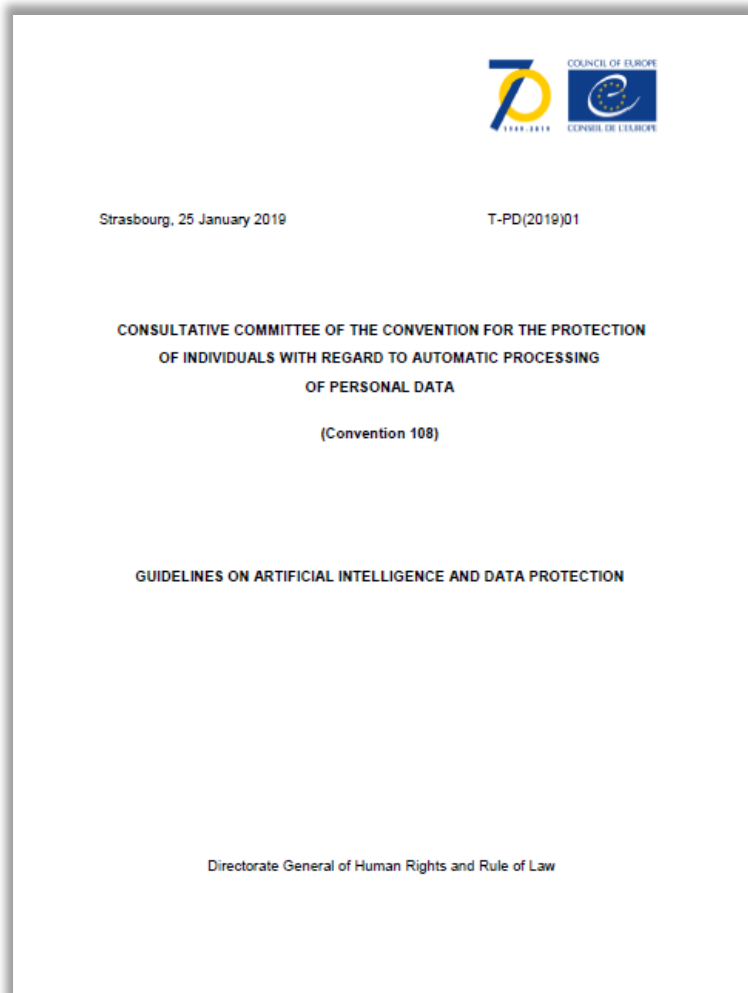 COUNCIL OF EUROPE
1949-2019
CONSEIL DE L'EUROPE
Strasbourg, 25 January 2019 T-PD(2019)01
CONSULTATIVE COMMITTEE OF THE CONVENTION FOR THE PROTECTION
OF INDIVIDUALS WITH REGARD TO AUTOMATIC PROCESSING
OF PERSONAL DATA
(Convention 108)
GUIDELINES ON ARTIFICIAL INTELLIGENCE AND DATA PROTECTION
Directorate General of Human Rights and Rule of Law